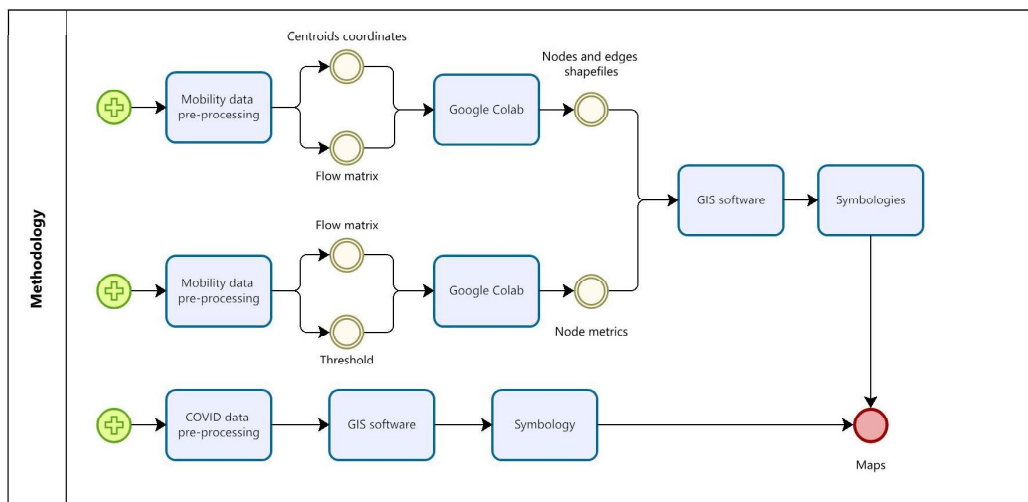 Methodology
Centroids coordinates
Mobility data
pre-processing
Flow matrix
Google Colab
Nodes and edges
shapefiles
GIS software
Symbologies
Flow matrix
Mobility data
pre-processing
Threshold
Google Colab
Node metrics
COVID data
pre-processing
GIS software
Symbology
Maps